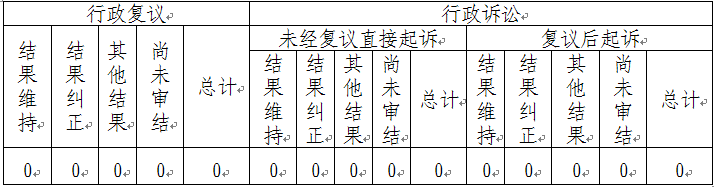 行政复议 行政诉讼
未经复议直接起诉 复议后起诉
结果维持 结果纠正 其他结果 尚未审结 总计 结果维持 结果纠正 其他结果 尚未审结 总计 结果维持 结果纠正 其他结果 尚未审结 总计
0 0 0 0 0 0 0 0 0 0 0 0 0 0 0